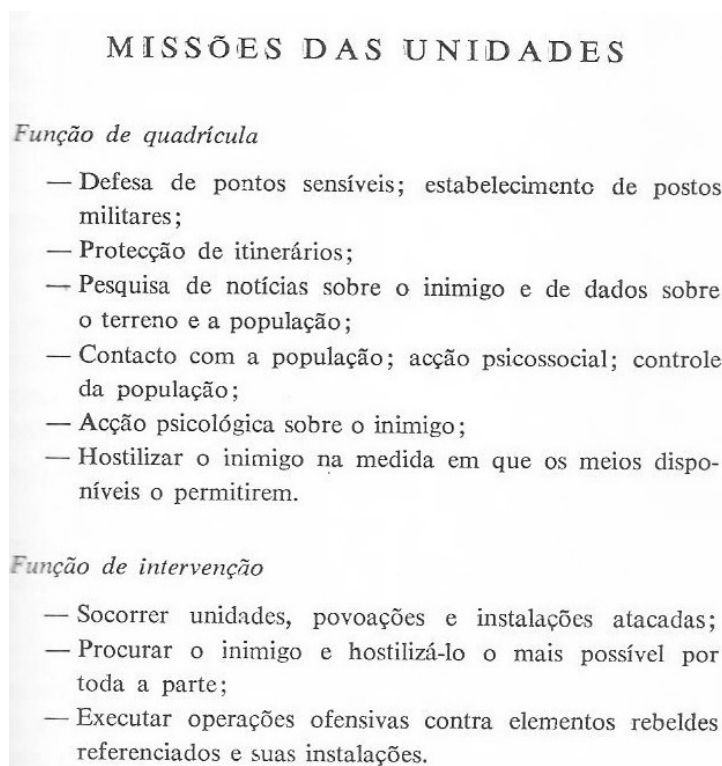 MISSÕES DAS UNIDADES
Função de quadrícula
— Defesa de pontos sensíveis; estabelecimento de postos
militares;
— Protecção de itinerários;
— Pesquisa de notícias sobre o inimigo e de dados sobre
o terreno e a população;
— Contacto com a população; acção psicossocial; controle
da população;
— Acção psicológica sobre o inimigo;
— Hostilizar o inimigo na medida em que os meios dispo-
níveis o permitirem.
Função de intervenção
— Socorrer unidades, povoações e instalações atacadas;
— Procurar o inimigo e hostilizá-lo o mais possível por
toda a parte;
— Executar operações ofensivas contra elementos rebeldes
referenciados e suas instalações.